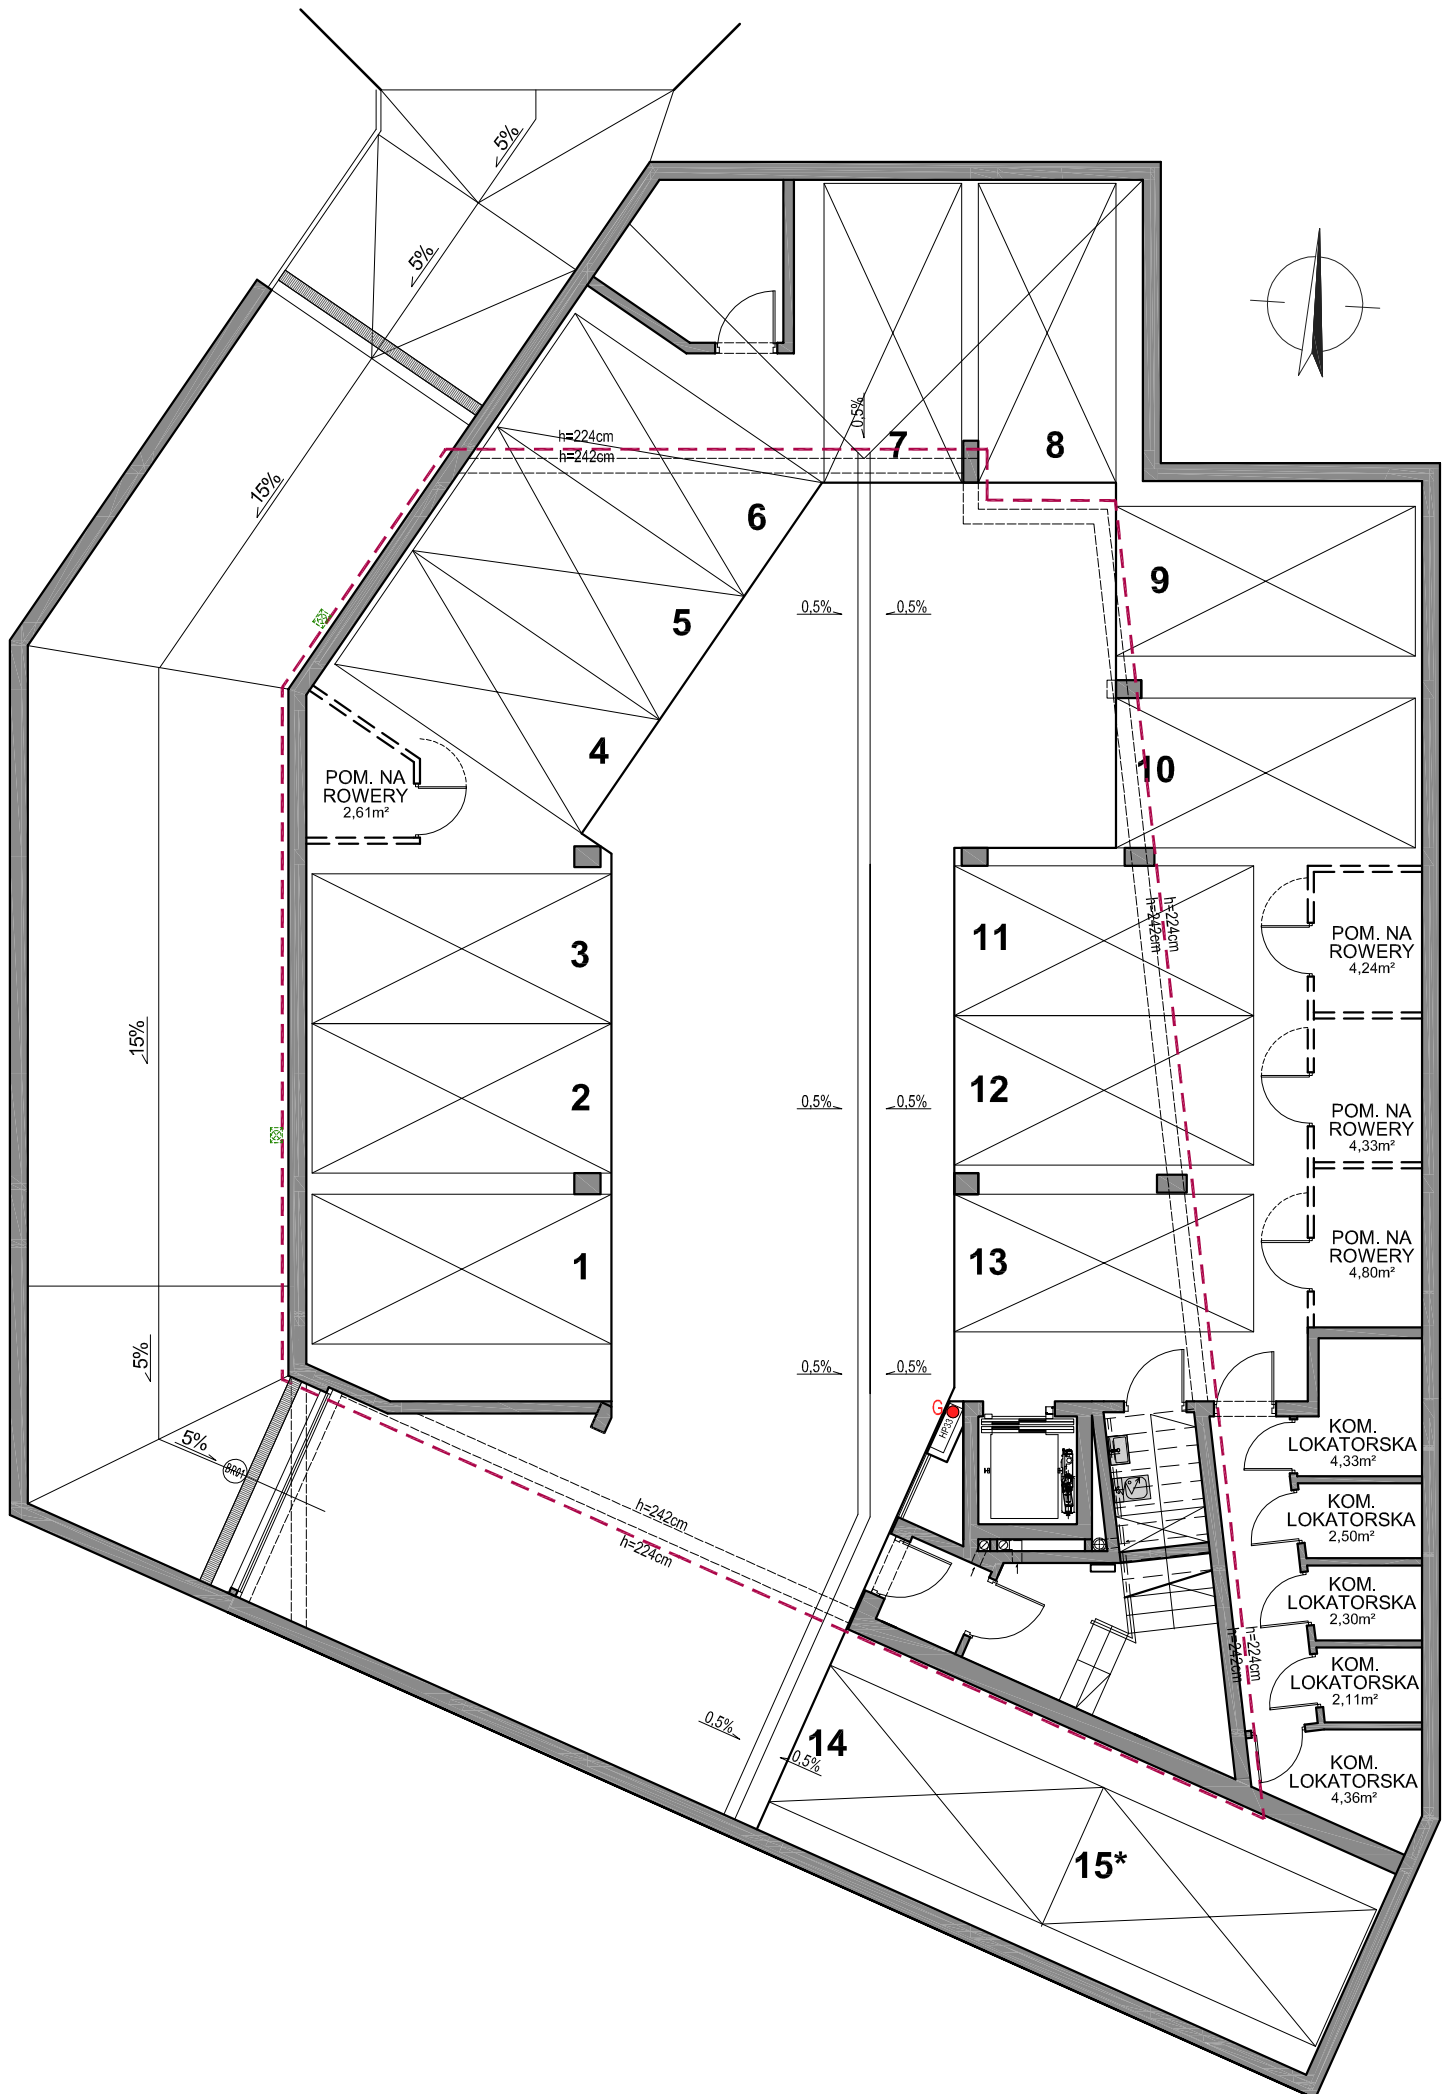 5%
5%
15%
0,5%
7
8
h=224cm
h=242cm
6
9
0,5%
0,5%
5
4
10
POM. NA
ROWERY
2,61m²
3
11
h=224cm
h=242cm
POM. NA
ROWERY
4,24m²
15%
2
0,5%
0,5%
12
POM. NA
ROWERY
4,33m²
1
13
POM. NA
ROWERY
4,80m²
5%
0,5%
0,5%
G
HP33
5%
BR01
KOM.
LOKATORSKA
4,33m²
h=242cm
h=224cm
KOM.
LOKATORSKA
2,50m²
KOM.
LOKATORSKA
2,30m²
h=224cm
h=242cm
KOM.
LOKATORSKA
2,11m²
0,5%
14
0,5%
KOM.
LOKATORSKA
4,36m²
15*